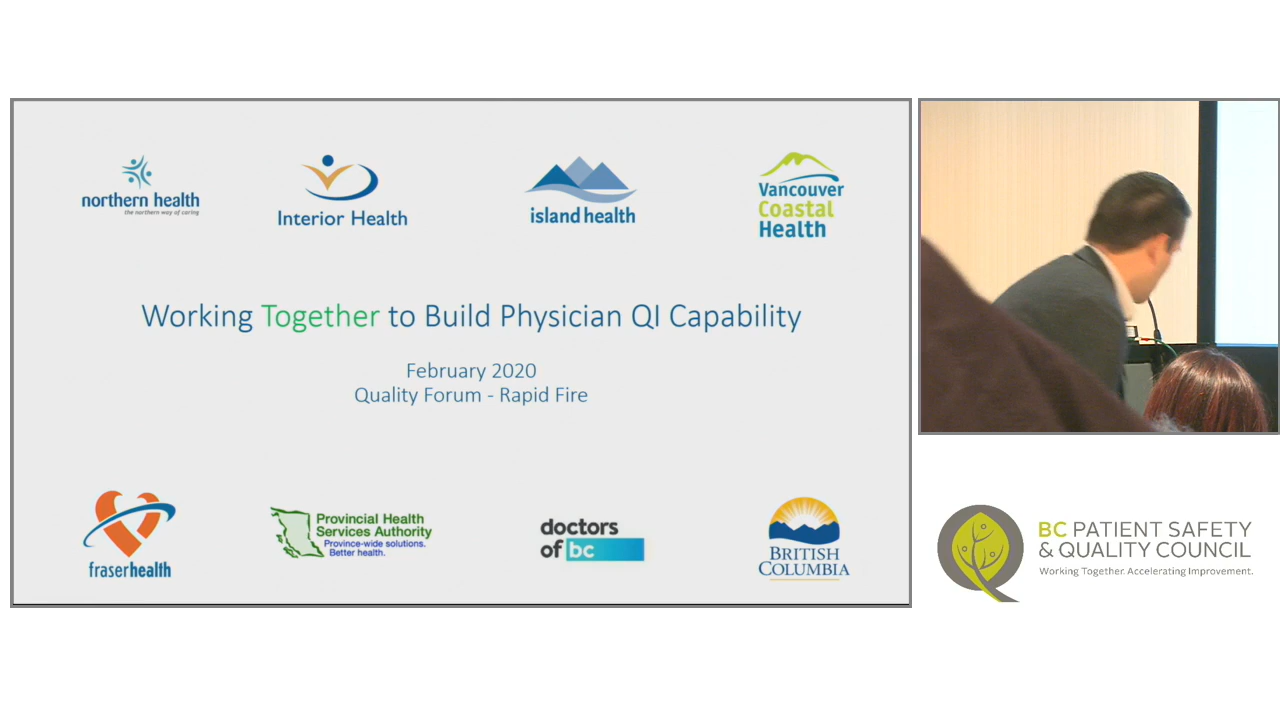 northern health
the northern way of caring
Interior Health
island health
Vancouver
Coastal
Health
Working Together to Build Physician QI Capability
February 2020
Quality Forum - Rapid Fire
fraserhealth
Provincial Health
Services Authority
Province-wide solutions.
Better health.
doctors
of bc
BRITISH
COLUMBIA
BC PATIENT SAFETY
& QUALITY COUNCIL
Working Together. Accelerating Improvement.